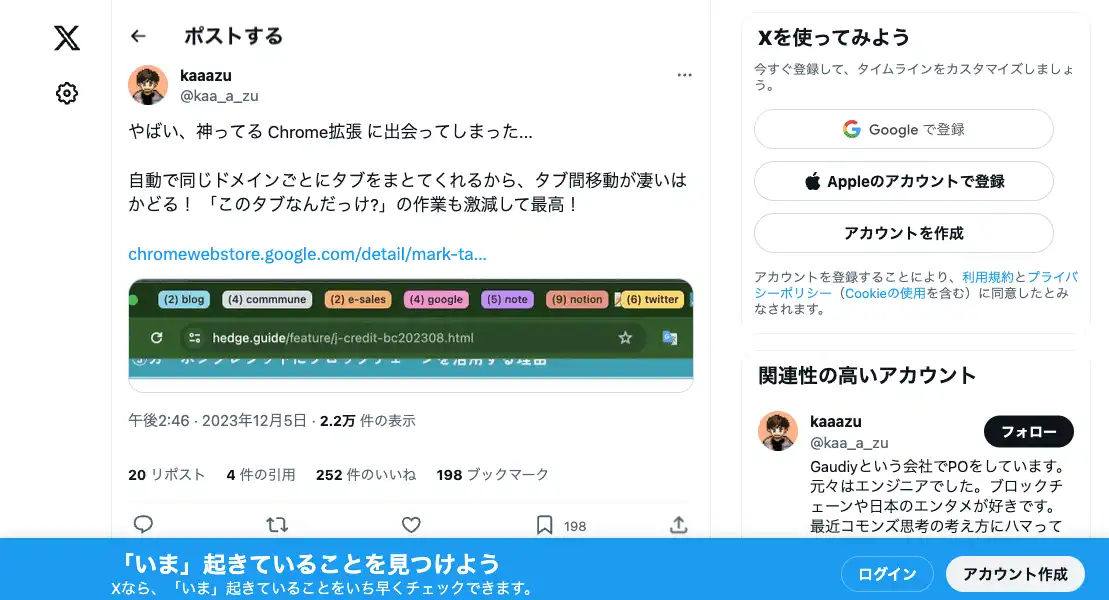 ポストする
kaaazu
@kaa_a_zu
やばい、神ってる Chrome拡張 に出会ってしまった...
自動で同じドメインごとにタブをまとてくれるから、タブ間移動が凄いは
かどる！ 「このタブなんだっけ?」の作業も激減して最高！
chromewebstore.google.com/detail/mark-ta...
(2) blog (4) commmune (2) e-sales (4) google (5) note (9) notion (6) twitter
hedge.guide/feature/j-credit-bc202308.html
午後2:46 · 2023年12月5日 · 2.2万 件の表示
20 リポスト 4 件の引用 252 件のいいね 198 ブックマーク
198
Xを使ってみよう
今すぐ登録して、タイムラインをカスタマイズしましょ
う。
Google で登録
Appleのアカウントで登録
アカウントを作成
アカウントを登録することにより、利用規約とプライバ
シーポリシー（Cookieの使用を含む）に同意したとみ
なされます。
関連性の高いアカウント
kaaazu
@kaa_a_zu
フォロー
Gaudiyという会社でPOをしています。
元々はエンジニアでした。ブロックチ
ェーンや日本のエンタメが好きです。
最近コモンズ思考の考え方にハマって
「いま」起きていることを見つけよう
Xなら、「いま」起きていることをいち早くチェックできます。
ログイン
アカウント作成